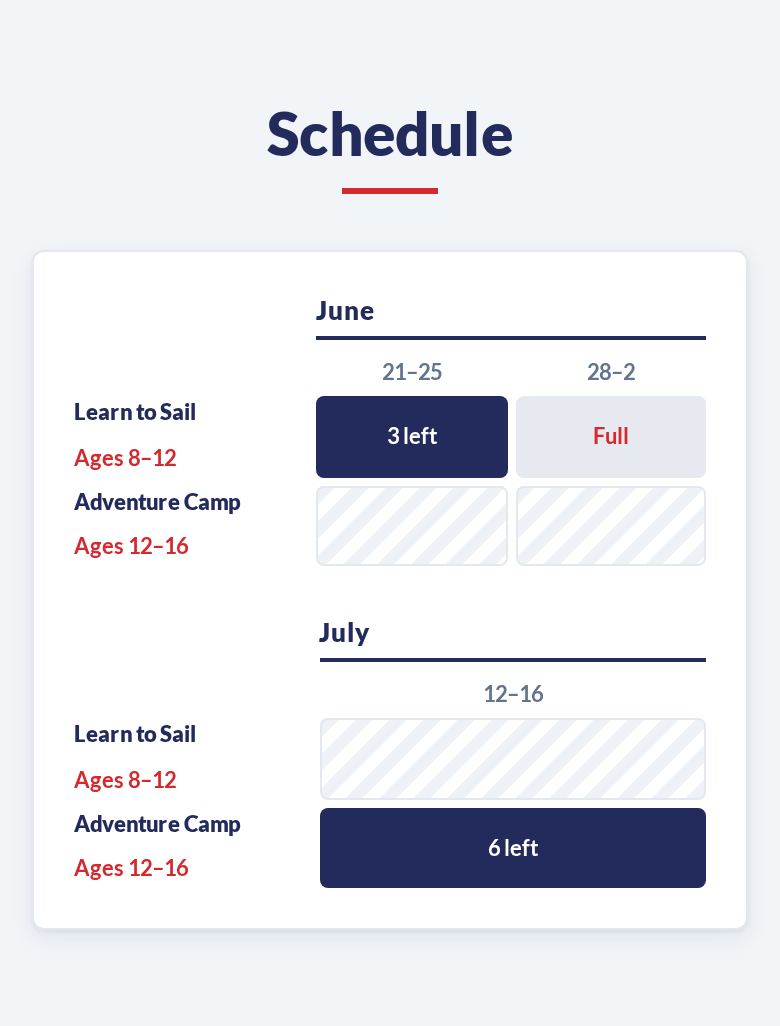 Schedule
June
21–25 28–2
Learn to Sail
Ages 8–12
3 left Full
Adventure Camp
Ages 12–16
July
12–16
Learn to Sail
Ages 8–12
Adventure Camp
Ages 12–16
6 left